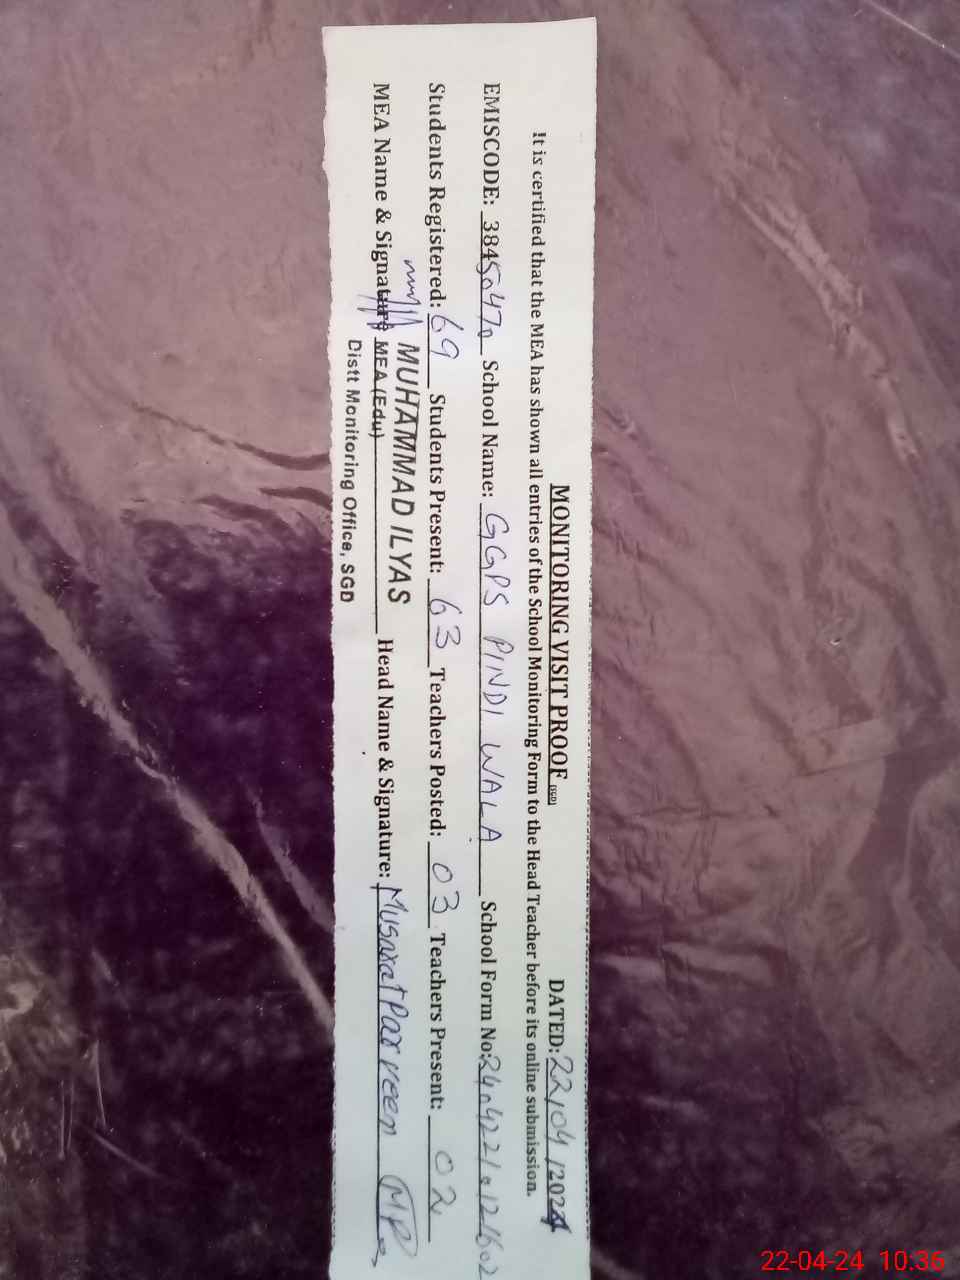 MONITORING VISIT PROOF (SGD) DATED: 22/04/2024
It is certified that the MEA has shown all entries of the School Monitoring Form to the Head Teacher before its online submission.
EMISCODE: 38450470 School Name: GGPS PINDI WALA School Form No:
Students Registered: 69 Students Present: 63 Teachers Posted: 03 Teachers Present: 02
MUHAMMAD ILYAS
MEA Name & Signature MEA (Edu) Head Name & Signature: Musarat Parveen MP
Distt Monitoring Office, SGD
22-04-24 10:36